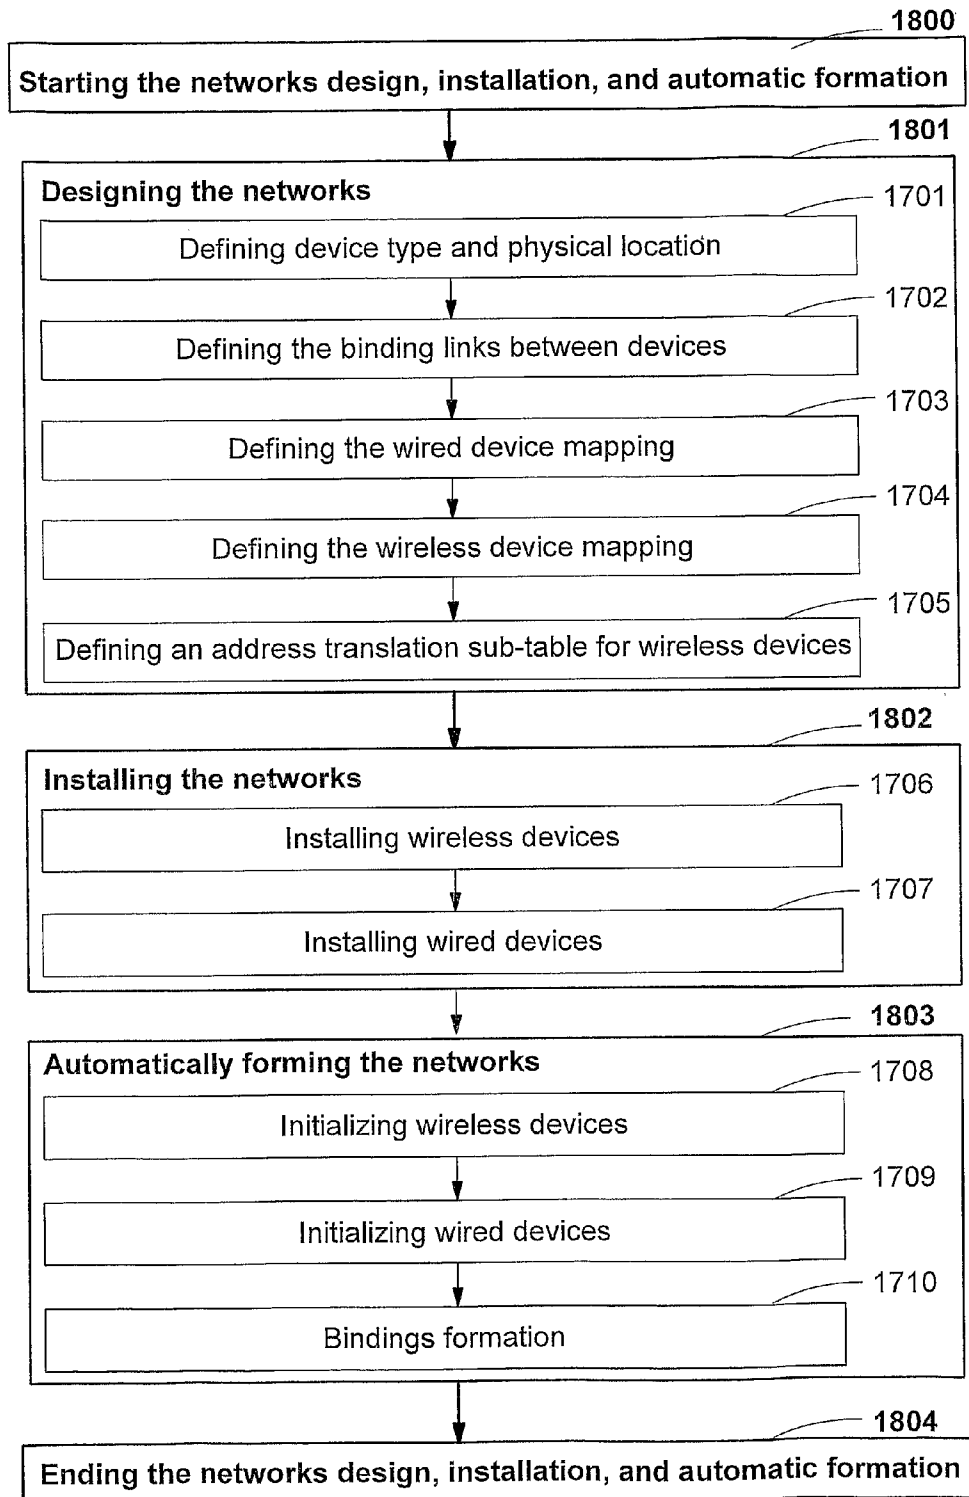 1800
Starting the networks design, installation, and automatic formation
1801
Designing the networks
1701
Defining device type and physical location
1702
Defining the binding links between devices
1703
Defining the wired device mapping
1704
Defining the wireless device mapping
1705
Defining an address translation sub-table for wireless devices
1802
Installing the networks
1706
Installing wireless devices
1707
Installing wired devices
1803
Automatically forming the networks
1708
Initializing wireless devices
1709
Initializing wired devices
1710
Bindings formation
1804
Ending the networks design, installation, and automatic formation